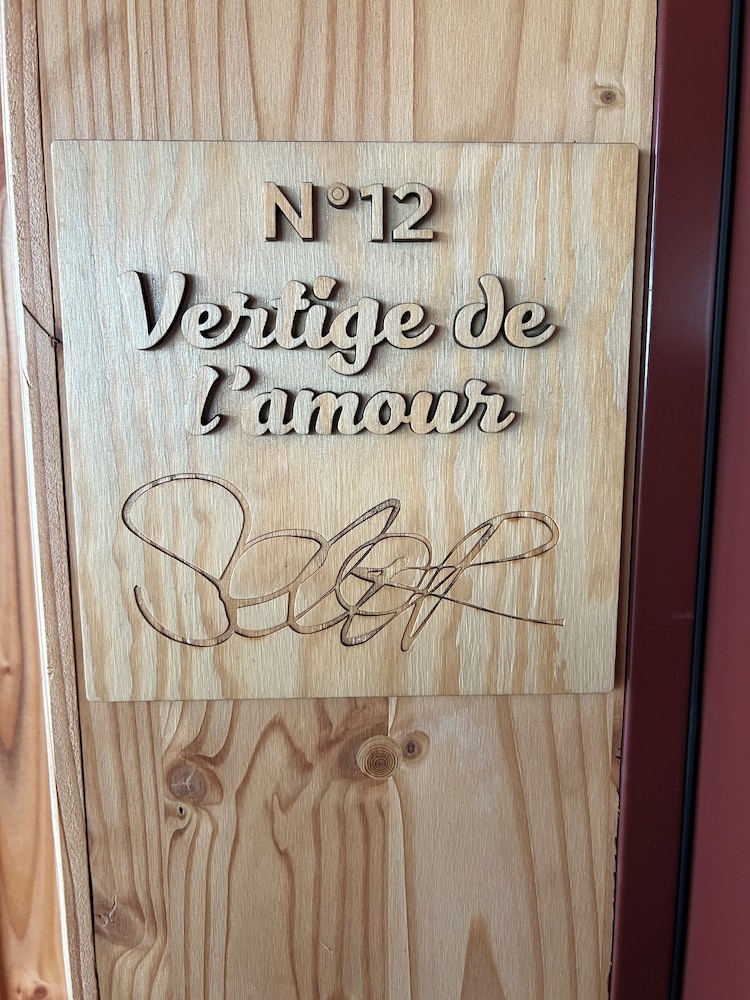 N°12
Vertige de
l'amour